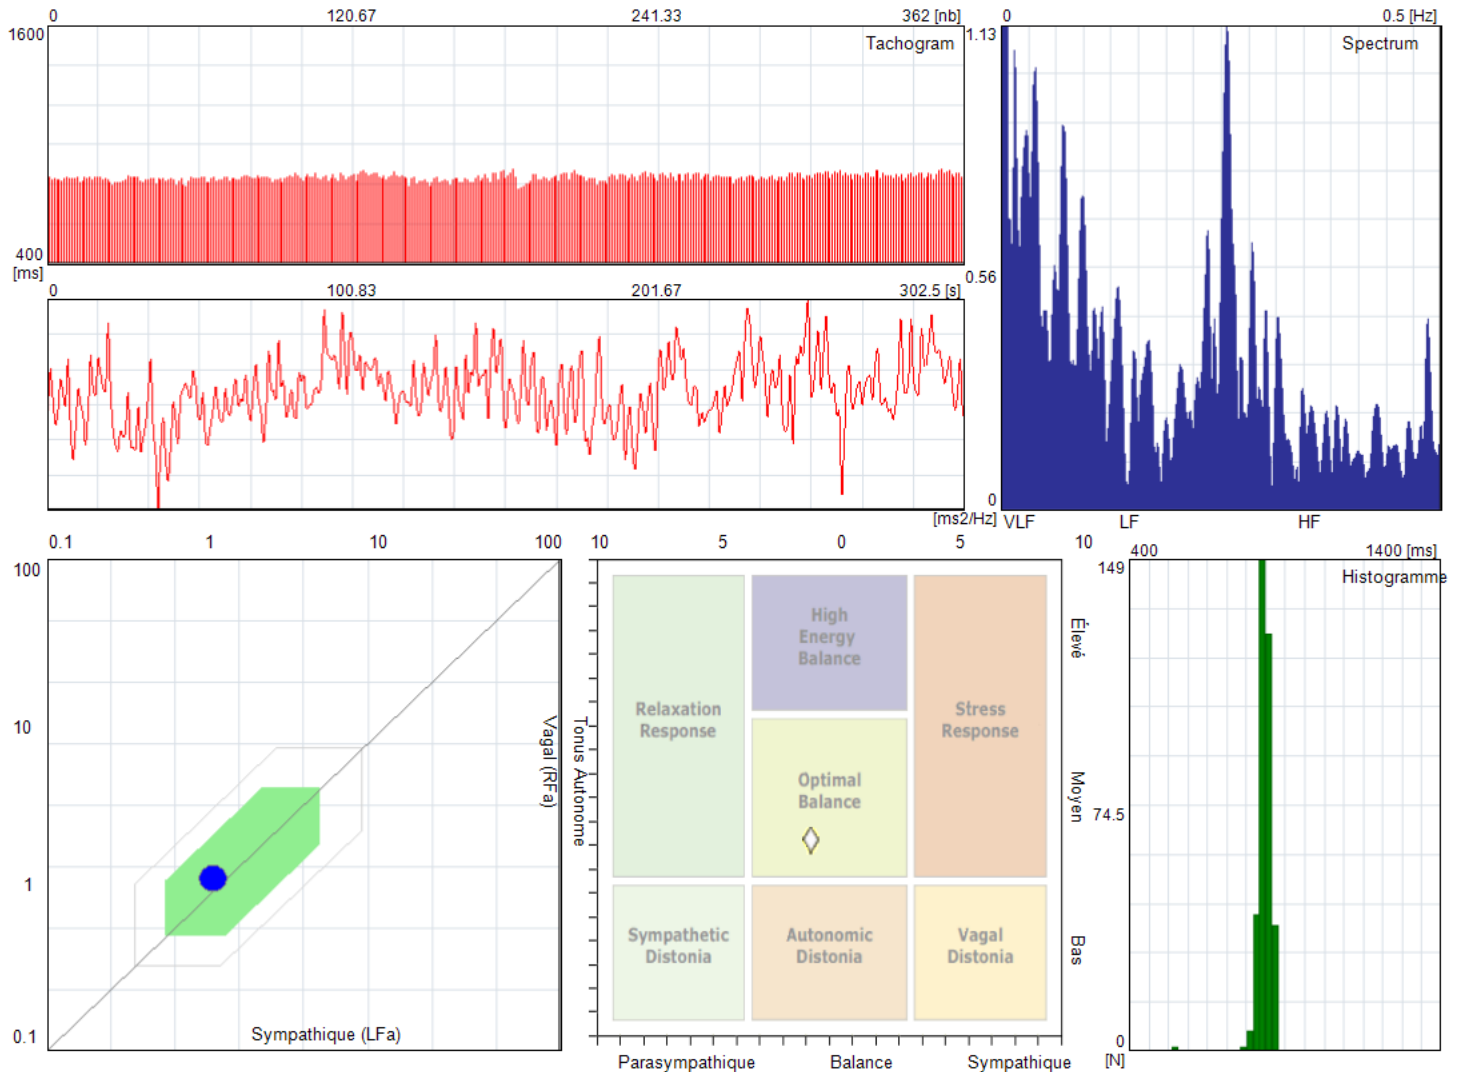 0 120.67 241.33 362 [nb]
1600
Tachogram
400
[ms]
0 0.5 [Hz]
1.13
Spectrum
0.56
0
[ms2/Hz]
VLF LF HF
0 100.83 201.67 302.5 [s]
0.1 1 10 100
100
10
1
0.1
Vagal (RFa)
Sympathique (LFa)
10 5 0 5 10
Tonus Autonome
High
Energy
Balance
Relaxation
Response
Stress
Response
Optimal
Balance
Sympathetic
Distonia
Autonomic
Distonia
Vagal
Distonia
Élevé
Moyen
Bas
Parasympathique Balance Sympathique
400 1400 [ms]
149
Histogramme
74.5
0
[N]